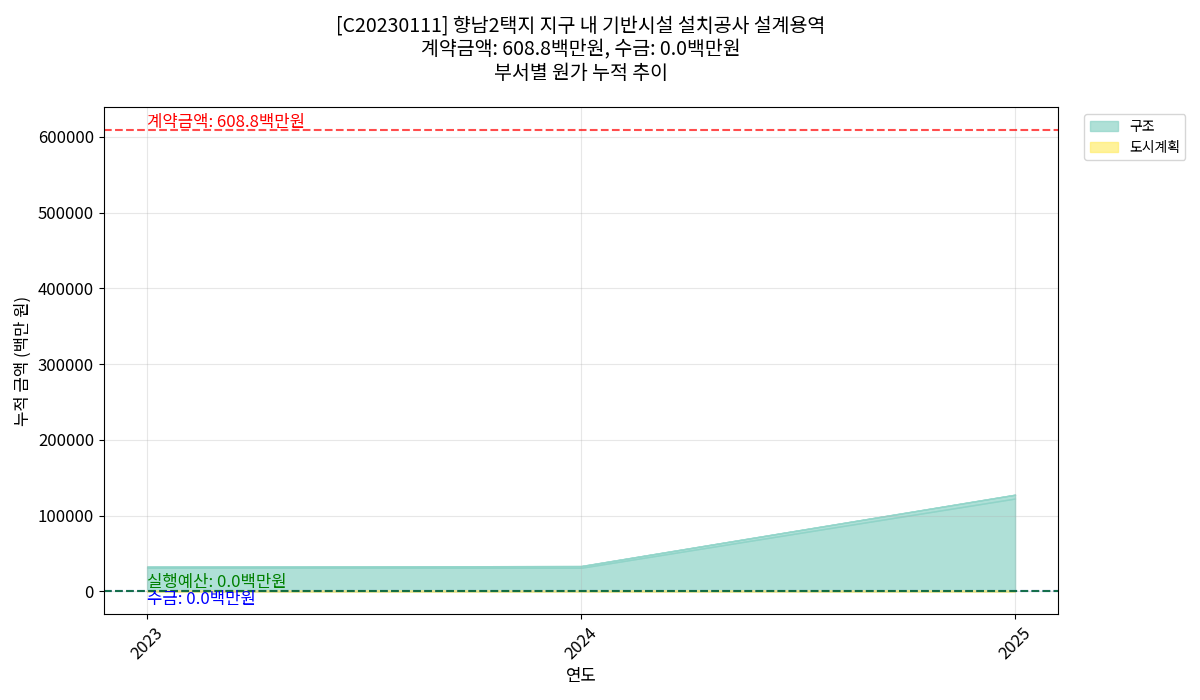 [C20230111] 향남2택지 지구 내 기반시설 설치공사 설계용역
계약금액: 608.8백만원, 수금: 0.0백만원
부서별 원가 누적 추이
계약금액: 608.8백만원
구조
도시계획
600000
500000
400000
300000
200000
100000
0
누적 금액 (백만 원)
실행예산: 0.0백만원
수금: 0.0백만원
2023
2024
2025
연도